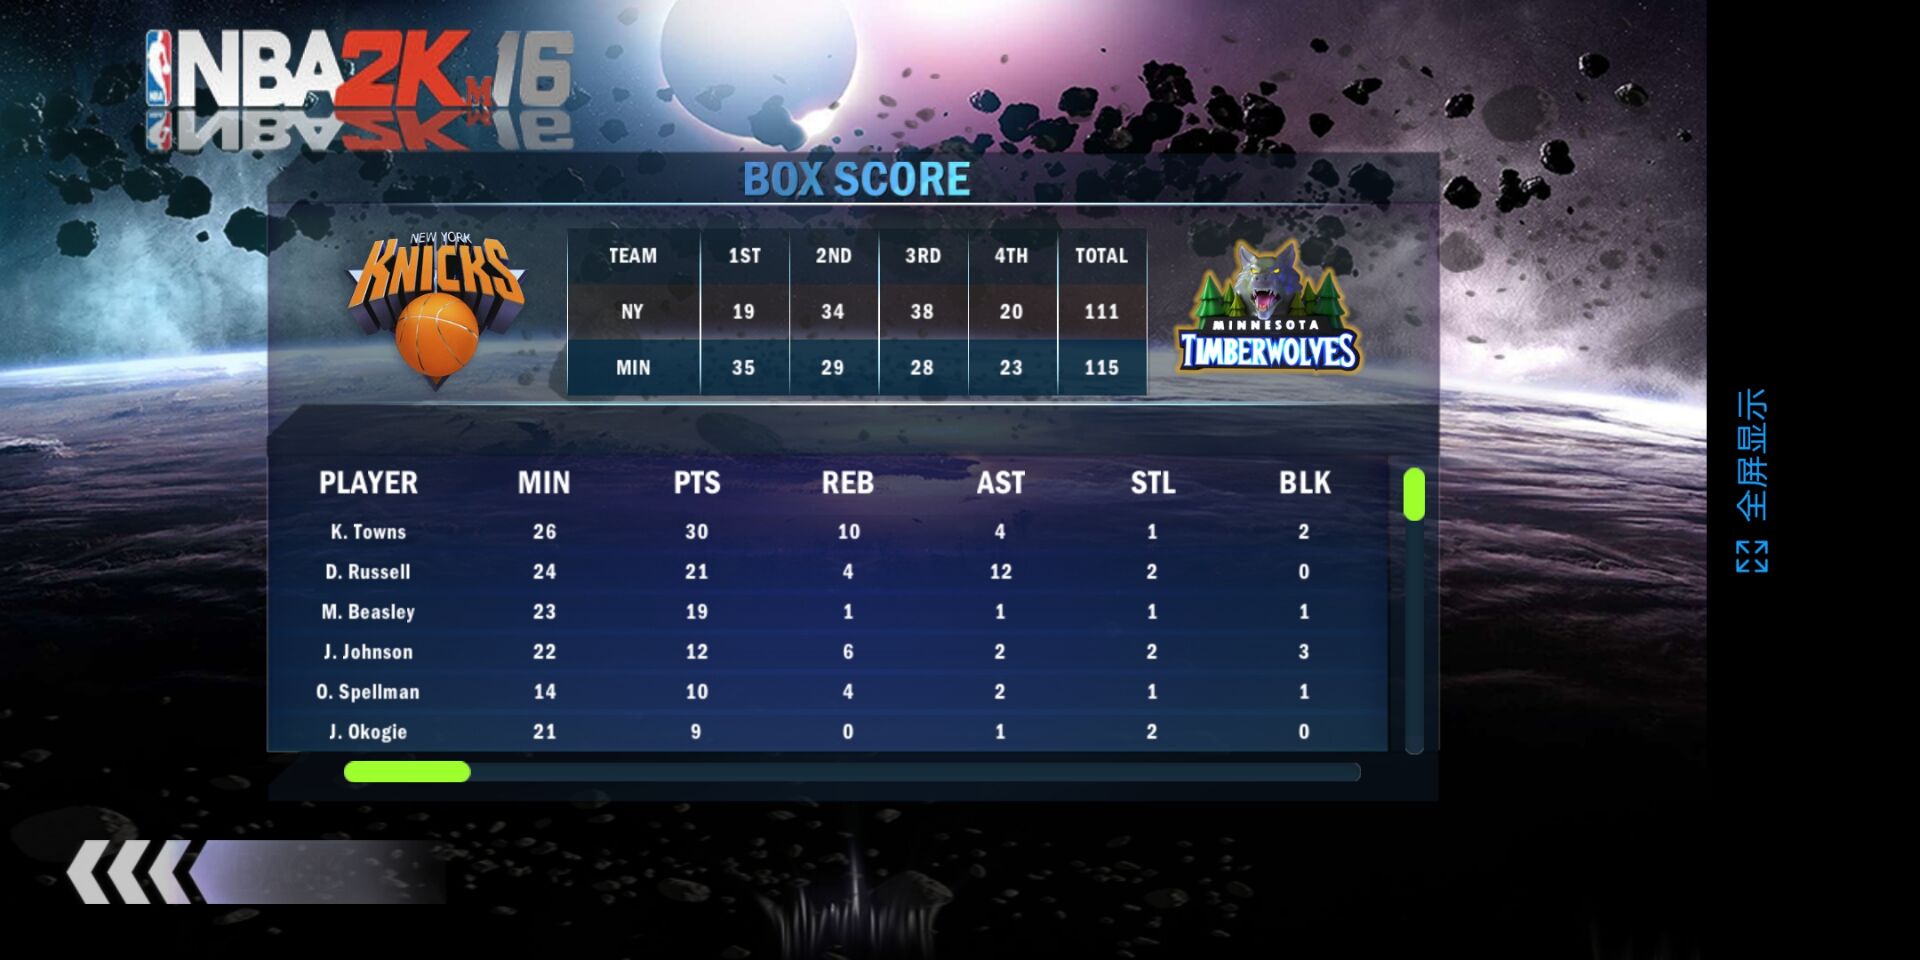 NBA 2K M 16
BOX SCORE
NEW YORK
KNICKS
TEAM 1ST 2ND 3RD 4TH TOTAL
NY 19 34 38 20 111
MIN 35 29 28 23 115
MINNESOTA
TIMBERWOLVES
PLAYER MIN PTS REB AST STL BLK
K. Towns 26 30 10 4 1 2
D. Russell 24 21 4 12 2 0
M. Beasley 23 19 1 1 1 1
J. Johnson 22 12 6 2 2 3
O. Spellman 14 10 4 2 1 1
J. Okogie 21 9 0 1 2 0
全屏显示